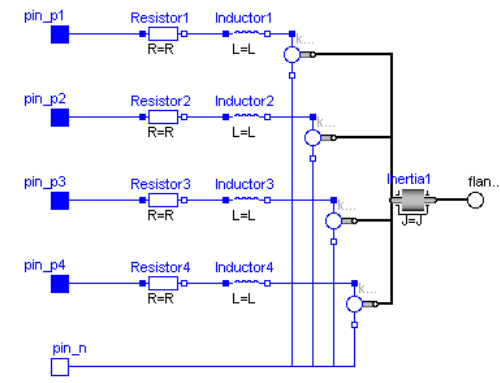 pin_p1 Resistor1 Inductor1
k...
R=R L=L
pin_p2 Resistor2 Inductor2
k...
R=R L=L
pin_p3 Resistor3 Inductor3 Inertia1 flan...
k...
R=R L=L J=J
pin_p4 Resistor4 Inductor4
k...
R=R L=L
pin_n